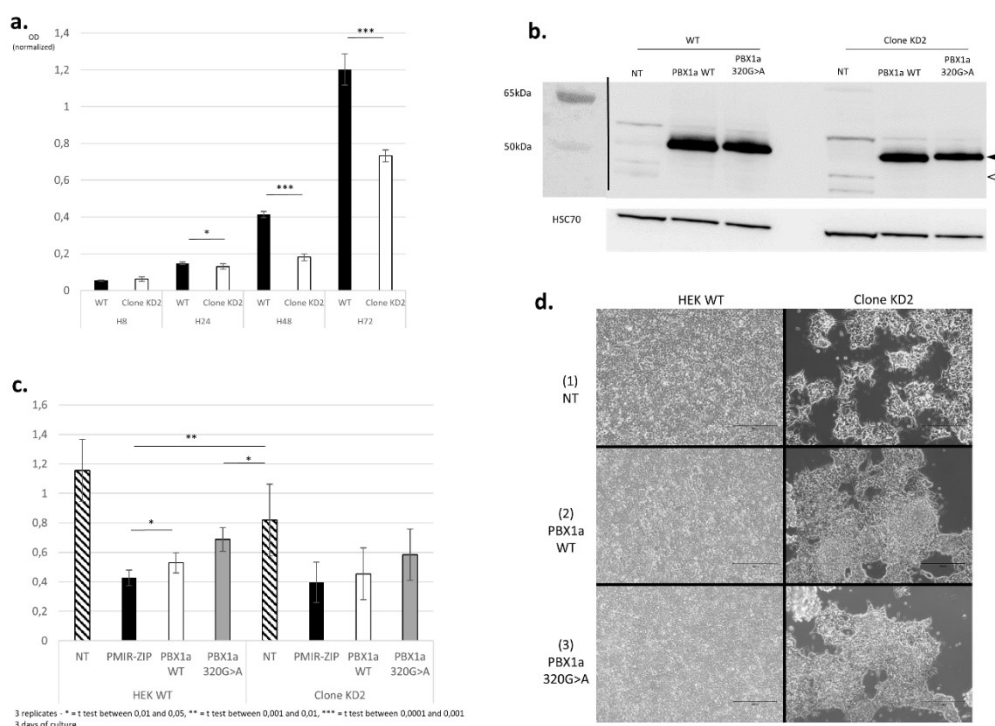 a.
OD
(normalized)
1,4
1,2
1
0,8
0,6
0,4
0,2
0
***
***
*
WT
Clone KD2
WT
Clone KD2
WT
Clone KD2
WT
Clone KD2
H8
H24
H48
H72
b.
WT
Clone KD2
NT
PBX1a WT
PBX1a
320G>A
NT
PBX1a WT
PBX1a
320G>A
65kDa
50kDa
HSC70
c.
1,6
1,4
1,2
1
0,8
0,6
0,4
0,2
0
**
*
*
NT
PMIR-ZIP
PBX1a
WT
PBX1a
320G>A
NT
PMIR-ZIP
PBX1a
WT
PBX1a
320G>A
HEK WT
Clone KD2
3 replicates - * = t test between 0,01 and 0,05, ** = t test between 0,001 and 0,01, *** = t test between 0,0001 and 0,001
3 days of culture
d.
HEK WT
Clone KD2
(1)
NT
(2)
PBX1a
WT
(3)
PBX1a
320G>A